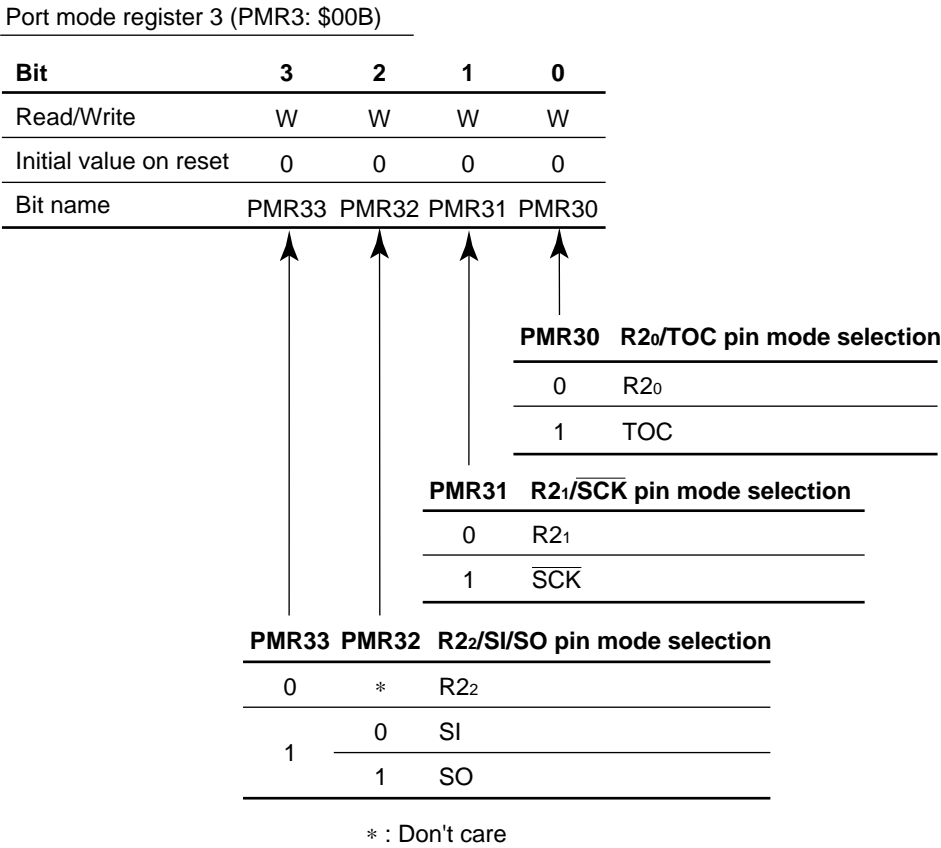 Port mode register 3 (PMR3: $00B)
Bit 3 2 1 0
Read/Write W W W W
Initial value on reset 0 0 0 0
Bit name PMR33 PMR32 PMR31 PMR30
PMR30 R2₀/TOC pin mode selection
0 R2₀
1 TOC
PMR31 R2₁/S̅C̅K̅ pin mode selection
0 R2₁
1 S̅C̅K̅
PMR33 PMR32 R2₂/SI/SO pin mode selection
0 * R2₂
1 0 SI
1 SO
* : Don't care